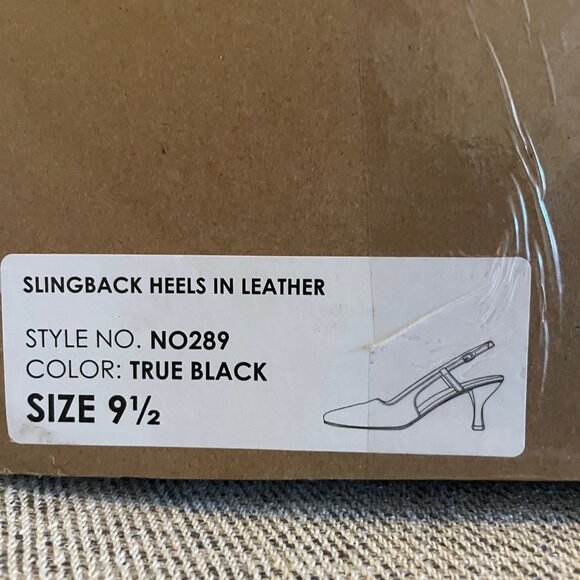 SLINGBACK HEELS IN LEATHER
STYLE NO. NO289
COLOR: TRUE BLACK
SIZE 9½